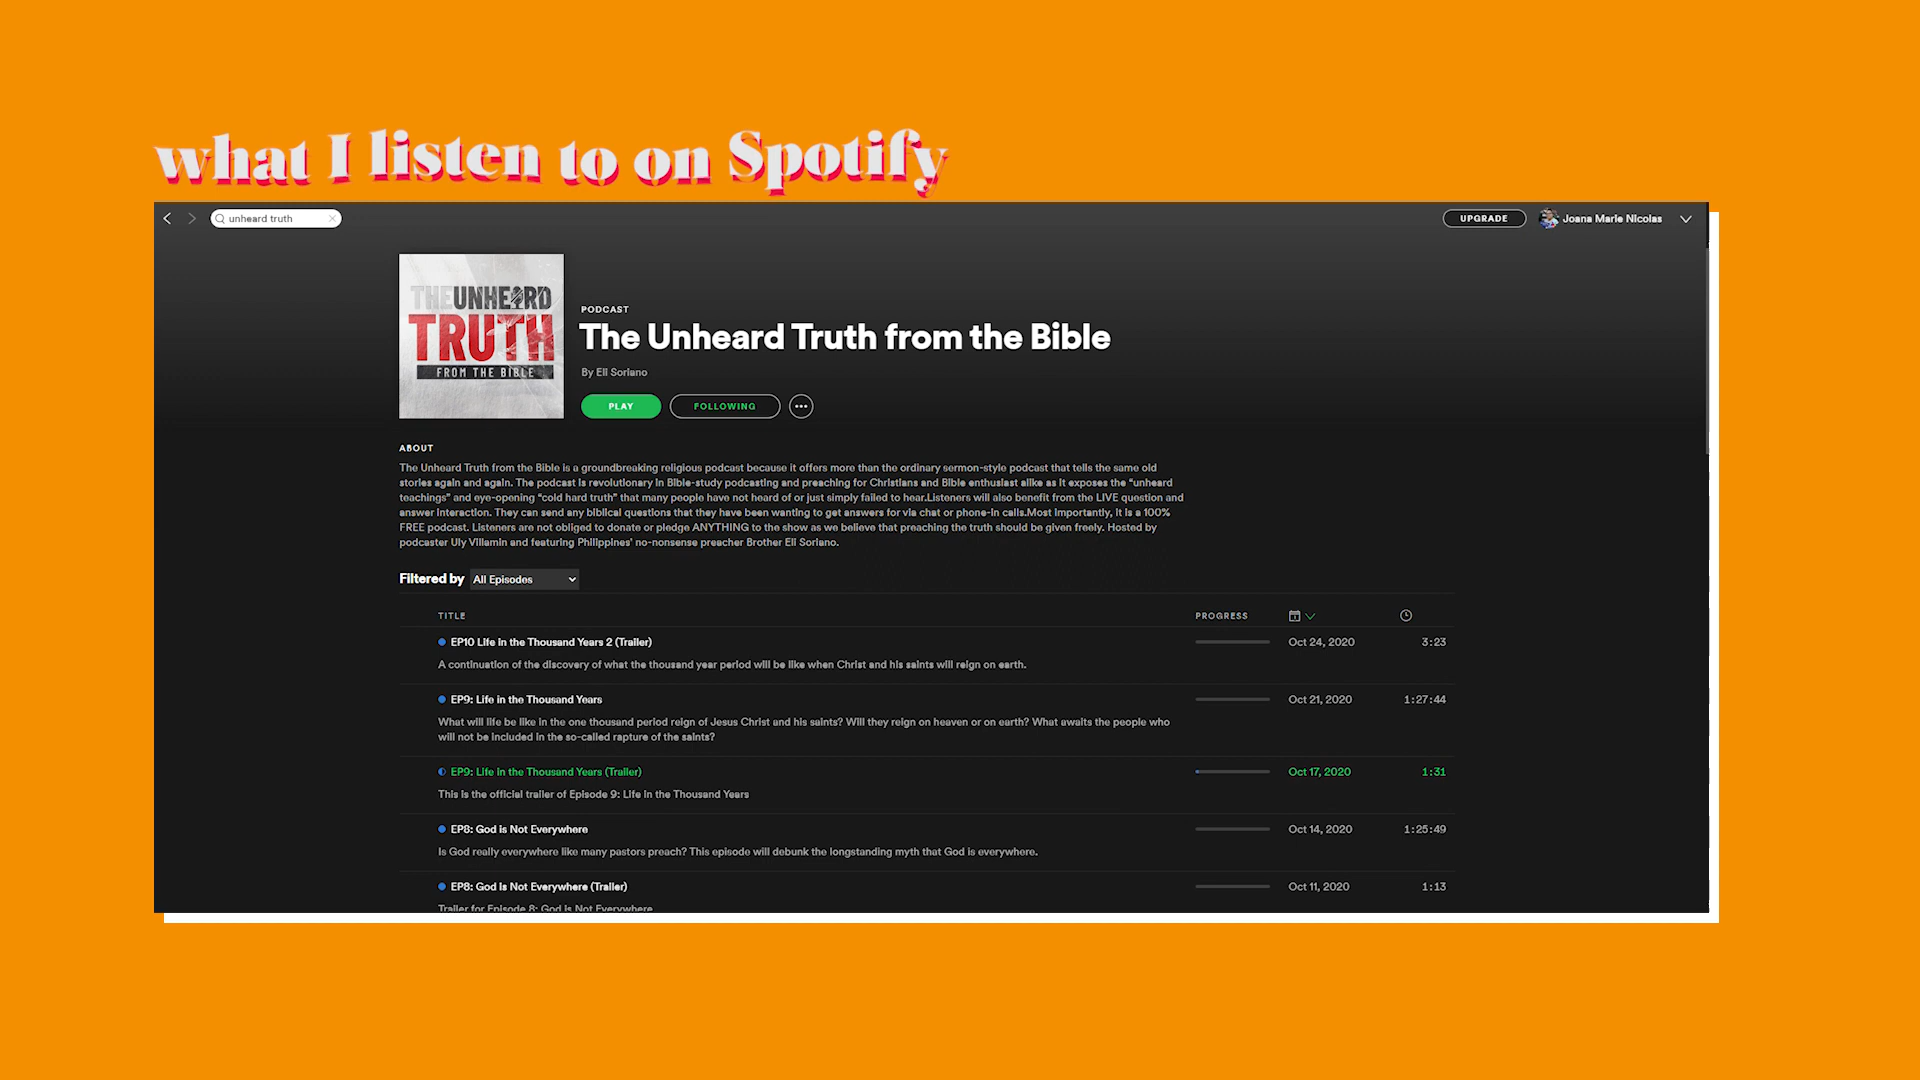 what I listen to on Spotify
unheard truth
UPGRADE
Joana Marie Nicolas
THE UNHEARD
TRUTH
FROM THE BIBLE
PODCAST
The Unheard Truth from the Bible
By Eli Soriano
PLAY
FOLLOWING
ABOUT
The Unheard Truth from the Bible is a groundbreaking religious podcast because it offers more than the ordinary sermon-style podcast that tells the same old
stories again and again. The podcast is revolutionary in Bible-study podcasting and preaching for Christians and Bible enthusiast alike as it exposes the “unheard
teachings” and eye-opening “cold hard truth” that many people have not heard of or just simply failed to hear.Listeners will also benefit from the LIVE question and
answer interaction. They can send any biblical questions that they have been wanting to get answers for via chat or phone-in calls.Most importantly, it is a 100%
FREE podcast. Listeners are not obliged to donate or pledge ANYTHING to the show as we believe that preaching the truth should be given freely. Hosted by
podcaster Uly Villamin and featuring Philippines' no-nonsense preacher Brother Eli Soriano.
Filtered by All Episodes
TITLE PROGRESS
EP10 Life in the Thousand Years 2 (Trailer) Oct 24, 2020 3:23
A continuation of the discovery of what the thousand year period will be like when Christ and his saints will reign on earth.
EP9: Life in the Thousand Years Oct 21, 2020 1:27:44
What will life be like in the one thousand period reign of Jesus Christ and his saints? Will they reign on heaven or on earth? What awaits the people who
will not be included in the so-called rapture of the saints?
EP9: Life in the Thousand Years (Trailer) Oct 17, 2020 1:31
This is the official trailer of Episode 9: Life in the Thousand Years
EP8: God is Not Everywhere Oct 14, 2020 1:25:49
Is God really everywhere like many pastors preach? This episode will debunk the longstanding myth that God is everywhere.
EP8: God Is Not Everywhere (Trailer) Oct 11, 2020 1:13
Trailer for Episode 8: God Is Not Everywhere